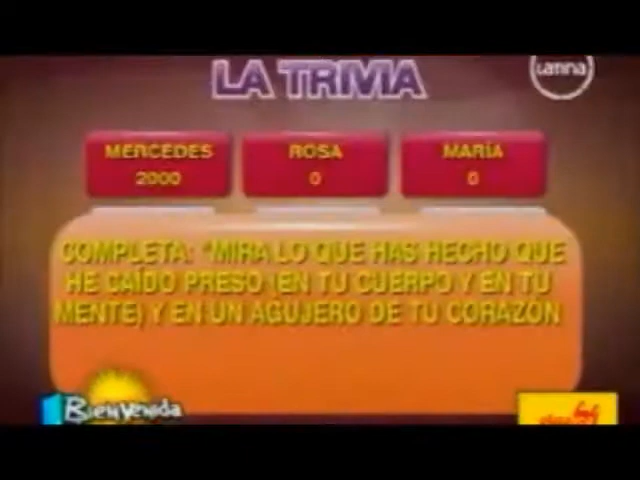 LA TRIVIA
Latina
MERCEDES
2000
ROSA
0
MARÍA
0
COMPLETA: "MIRA LO QUE HAS HECHO QUE
HE CAÍDO PRESO (EN TU CUERPO Y EN TU
MENTE) Y EN UN AGUJERO DE TU CORAZÓN
BIENVENIDA